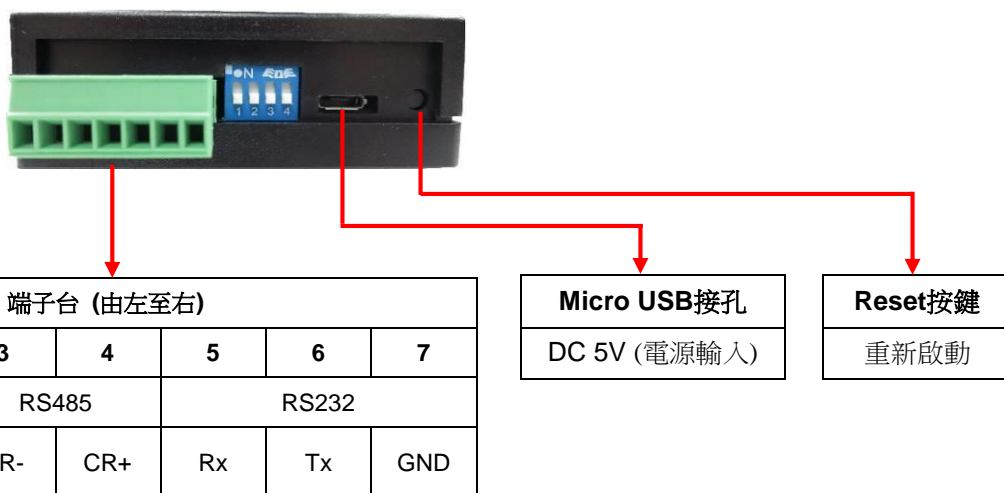 ON
1 2 3 4
端子台 (由左至右)
3 4 5 6 7
RS485 RS232
R- CR+ Rx Tx GND
Micro USB接孔
DC 5V (電源輸入)
Reset按鍵
重新啟動